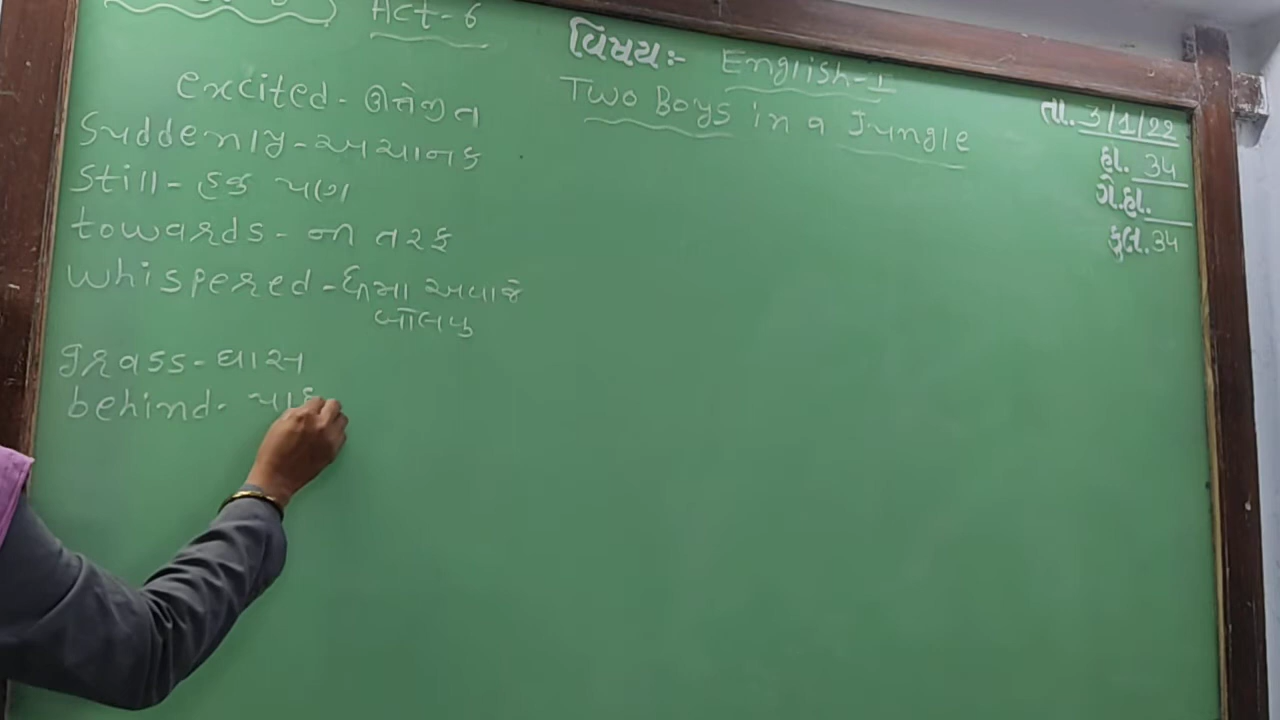 Act-6
excited - ઊત્તેજીત
Suddenly - અચાનક
Still - હજી પણ
towards - ની તરફ
whispered - ધીમા અવાજે
બોલવુ
grass - ઘાસ
behind -
વિષય:- English-1
Two Boys in a Jungle
તા. 3/1/22
હા. 34
ગે.હા.
કુલ. 34